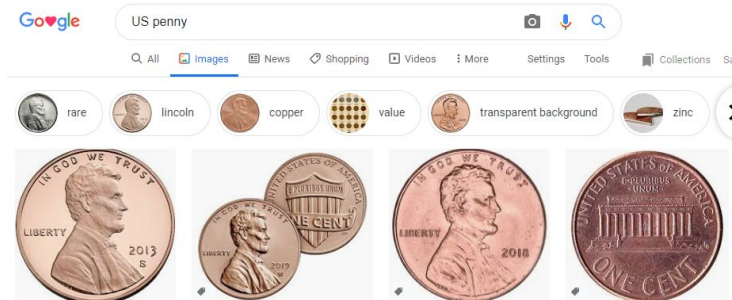 Google
US penny
All Images News Shopping Videos More Settings Tools Collections
rare lincoln copper value transparent background zinc
IN GOD WE TRUST
LIBERTY
2013
S
UNITED STATES OF AMERICA
E PLURIBUS UNUM
ONE CENT
IN GOD WE TRUST
LIBERTY
2019
IN GOD WE TRUST
LIBERTY
2018
UNITED STATES OF AMERICA
E·PLURIBUS
UNUM·
ONE CENT